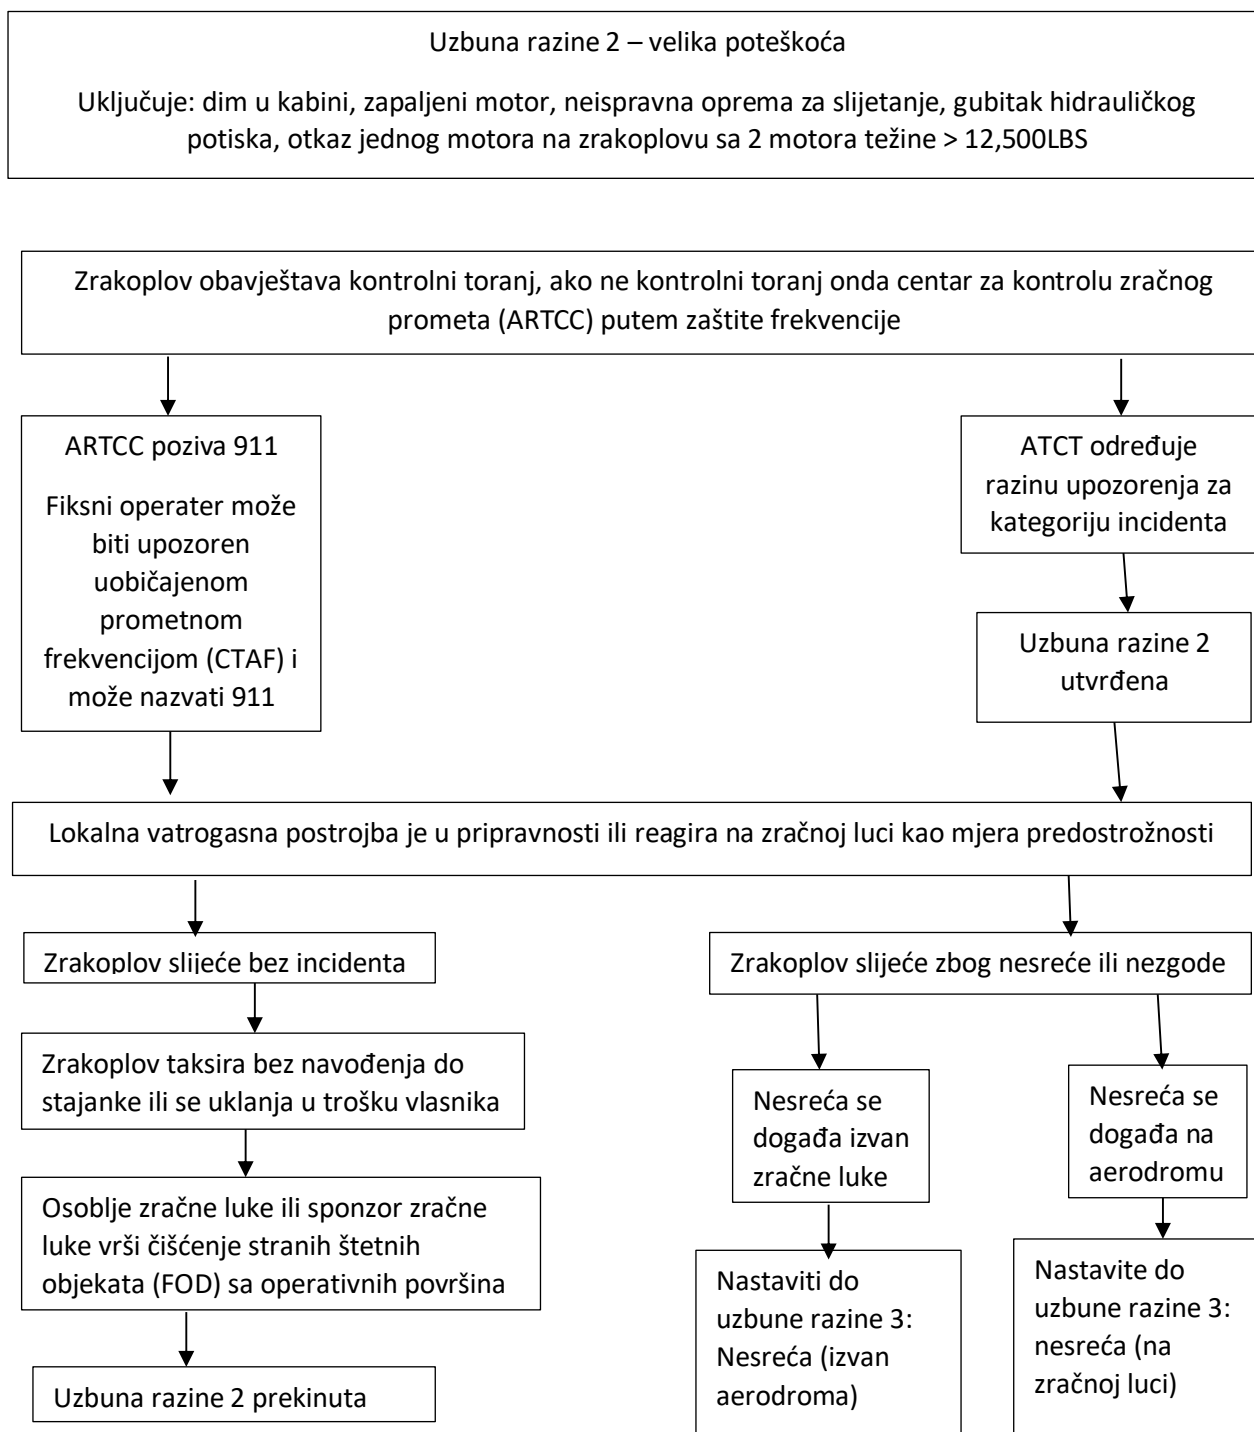 Uzbuna razine 2 – velika poteškoća
Uključuje: dim u kabini, zapaljeni motor, neispravna oprema za slijetanje, gubitak hidrauličkog
potiska, otkaz jednog motora na zrakoplovu sa 2 motora težine > 12,500LBS
Zrakoplov obavještava kontrolni toranj, ako ne kontrolni toranj onda centar za kontrolu zračnog
prometa (ARTCC) putem zaštite frekvencije
ARTCC poziva 911
Fiksni operater može
biti upozoren
uobičajenom
prometnom
frekvencijom (CTAF) i
može nazvati 911
ATCT određuje
razinu upozorenja za
kategoriju incidenta
Uzbuna razine 2
utvrđena
Lokalna vatrogasna postrojba je u pripravnosti ili reagira na zračnoj luci kao mjera predostrožnosti
Zrakoplov slijeće bez incidenta
Zrakoplov taksira bez navođenja do
stajanke ili se uklanja u trošku vlasnika
Osoblje zračne luke ili sponzor zračne
luke vrši čišćenje stranih štetnih
objekata (FOD) sa operativnih površina
Uzbuna razine 2 prekinuta
Zrakoplov slijeće zbog nesreće ili nezgode
Nesreća se
događa izvan
zračne luke
Nastaviti do
uzbune razine 3:
Nesreća (izvan
aerodroma)
Nesreća se
događa na
aerodromu
Nastavite do
uzbune razine 3:
nesreća (na
zračnoj luci)